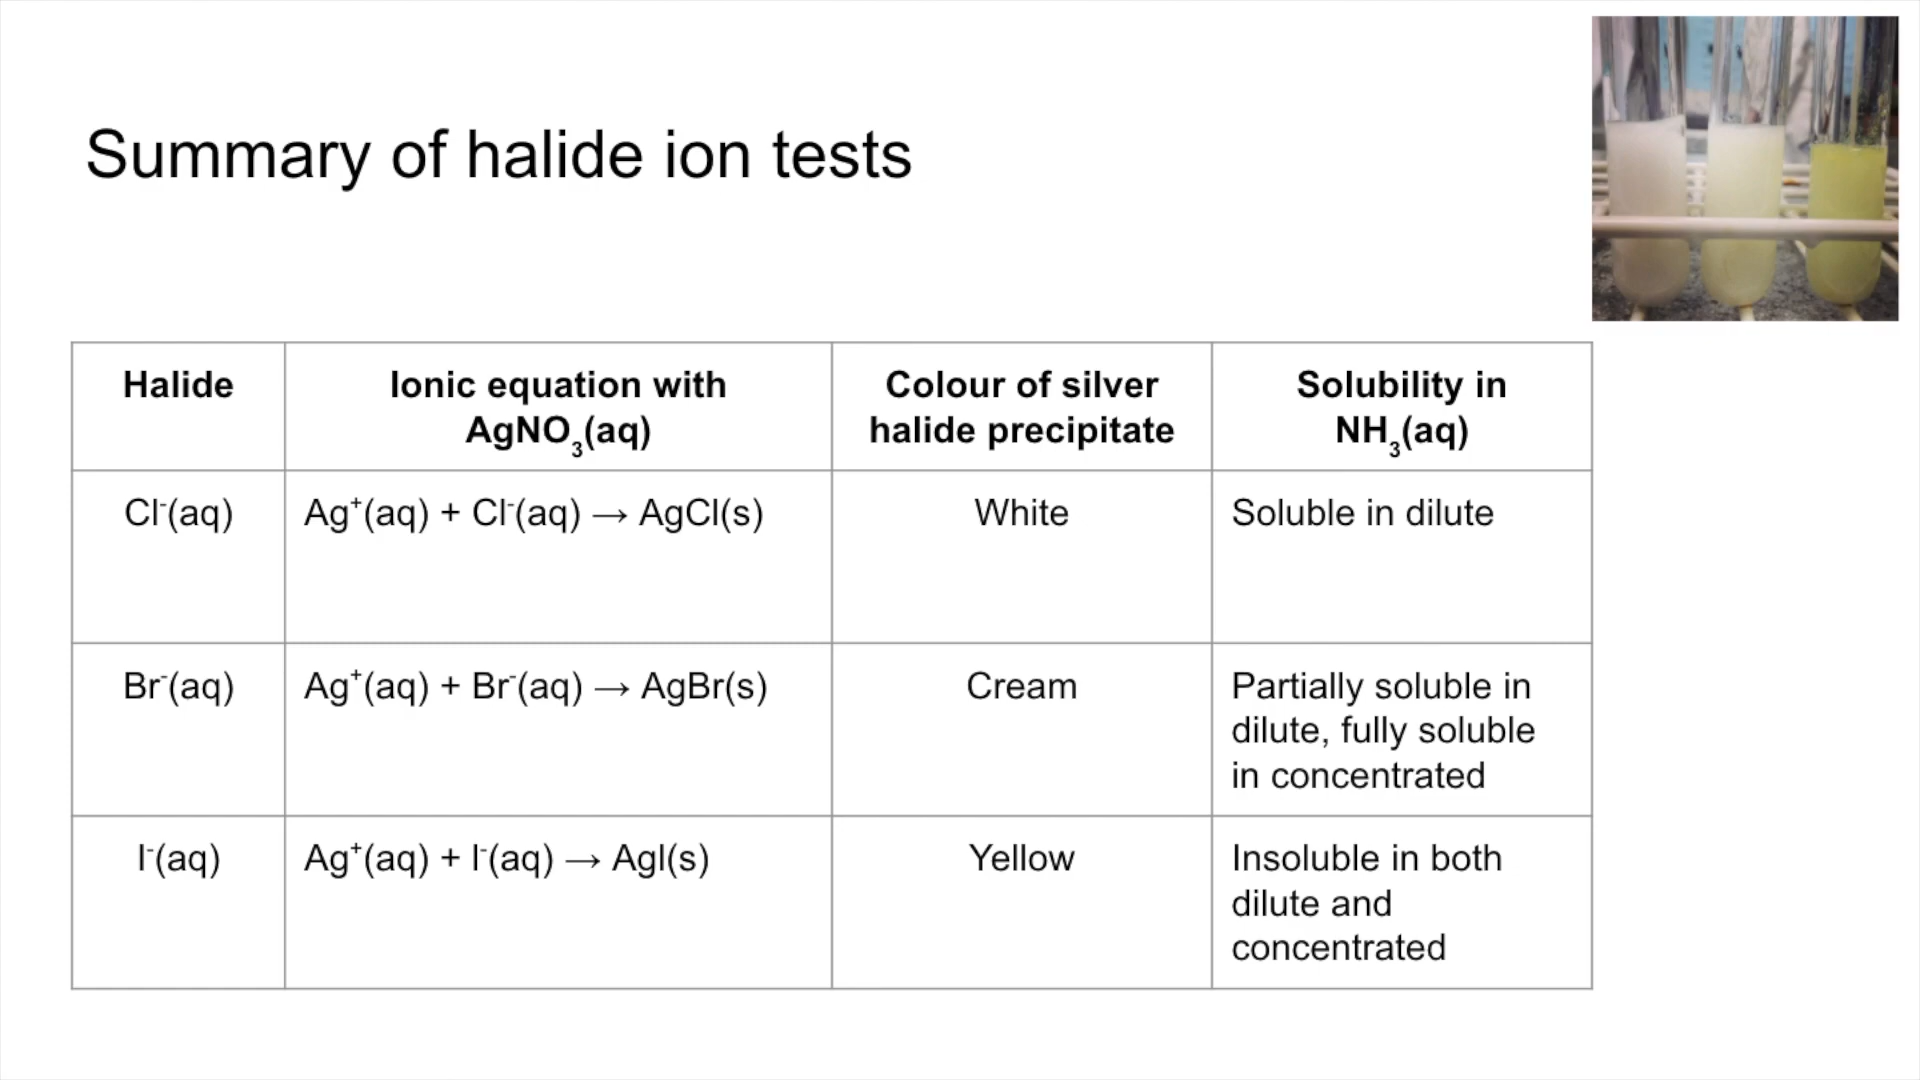 Summary of halide ion tests
Halide
Ionic equation with
AgNO₃(aq)
Colour of silver
halide precipitate
Solubility in
NH₃(aq)
Cl⁻(aq)
Ag⁺(aq) + Cl⁻(aq) → AgCl(s)
White
Soluble in dilute
Br⁻(aq)
Ag⁺(aq) + Br⁻(aq) → AgBr(s)
Cream
Partially soluble in
dilute, fully soluble
in concentrated
I⁻(aq)
Ag⁺(aq) + I⁻(aq) → AgI(s)
Yellow
Insoluble in both
dilute and
concentrated